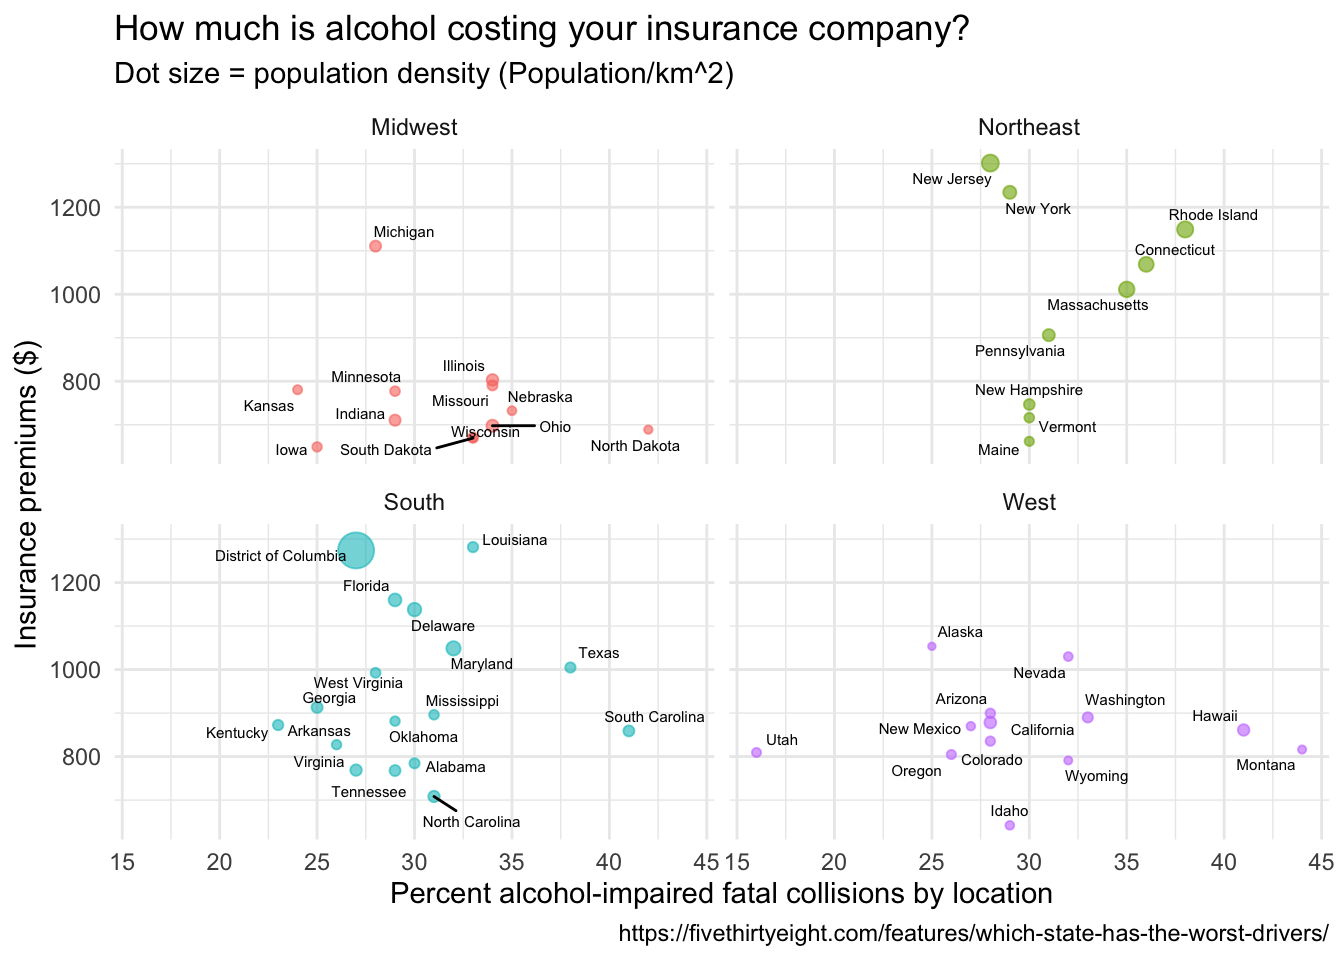 How much is alcohol costing your insurance company?
Dot size = population density (Population/km^2)
Midwest
Northeast
Insurance premiums ($)
1200
1000
800
Michigan
Illinois
Minnesota
Nebraska
Missouri
Kansas
Indiana
Ohio
Wisconsin
South Dakota
Iowa
North Dakota
New Jersey
New York
Rhode Island
Connecticut
Massachusetts
Pennsylvania
New Hampshire
Vermont
Maine
South
West
1200
1000
800
Louisiana
District of Columbia
Florida
Delaware
Maryland
Texas
West Virginia
Georgia
Mississippi
South Carolina
Kentucky
Arkansas
Oklahoma
Virginia
Alabama
Tennessee
North Carolina
Alaska
Nevada
Arizona
Washington
Hawaii
New Mexico
California
Utah
Colorado
Oregon
Montana
Wyoming
Idaho
15 20 25 30 35 40 45
15 20 25 30 35 40 45
Percent alcohol-impaired fatal collisions by location
https://fivethirtyeight.com/features/which-state-has-the-worst-drivers/